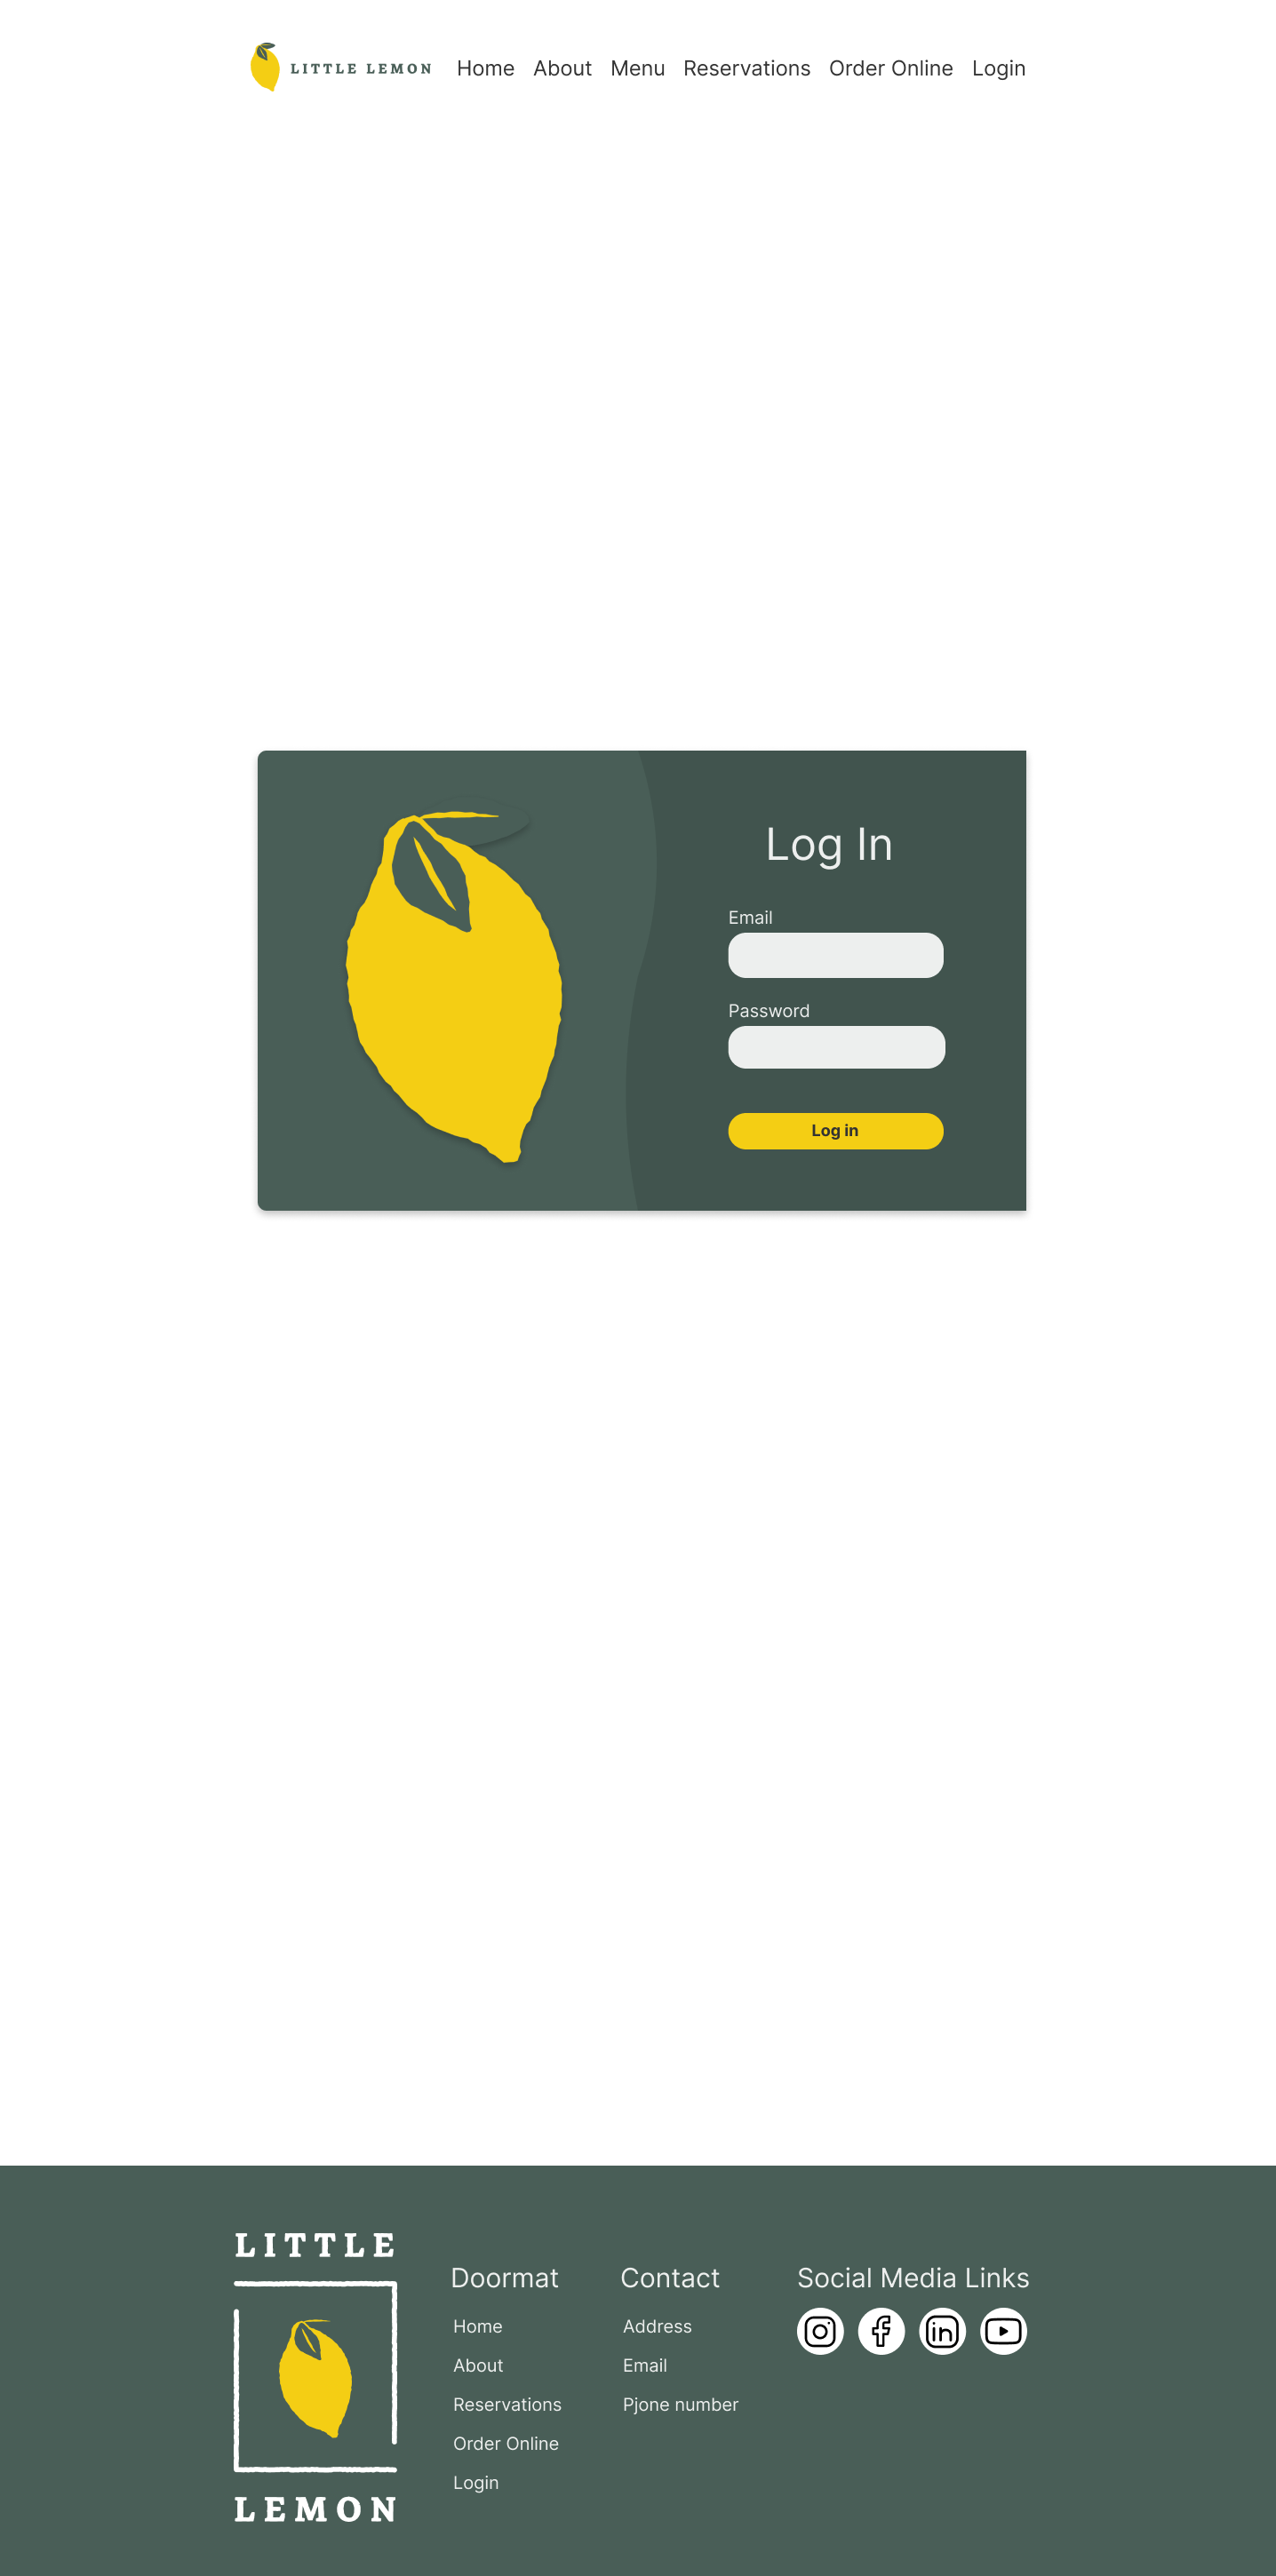 LITTLE LEMON Home About Menu Reservations Order Online Login
Log In
Email
Password
Log in
LITTLE
LEMON
Doormat
Home
About
Reservations
Order Online
Login
Contact
Address
Email
Pjone number
Social Media Links
in